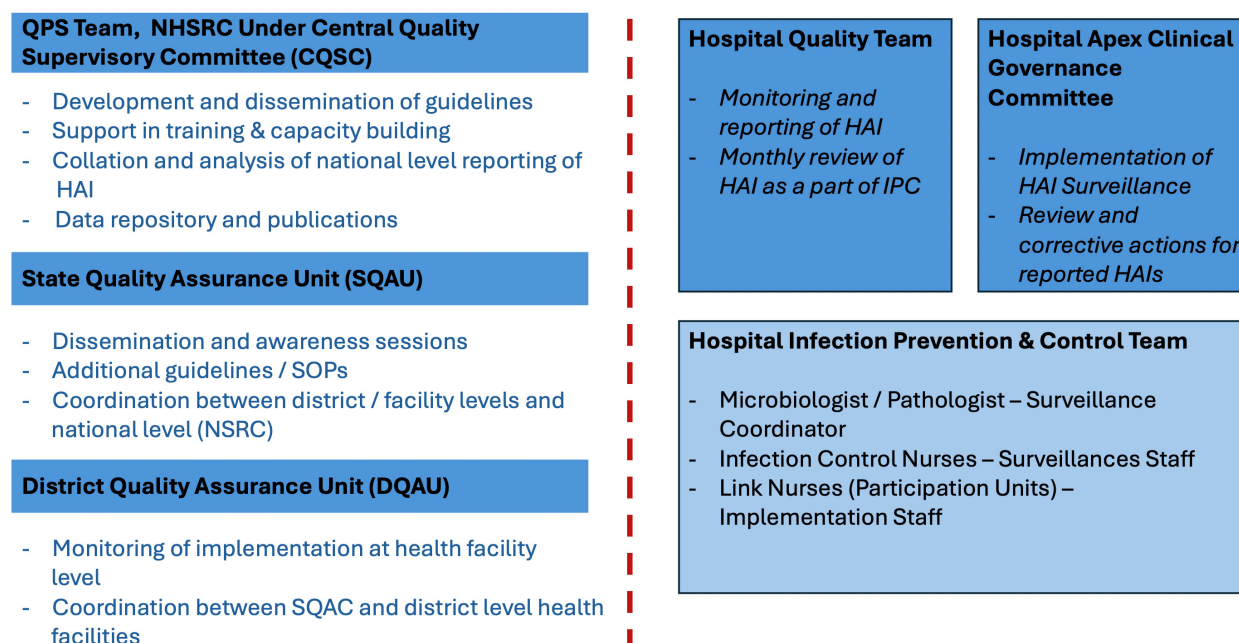 QPS Team, NHSRC Under Central Quality
Supervisory Committee (CQSC)
- Development and dissemination of guidelines
- Support in training & capacity building
- Collation and analysis of national level reporting of
HAI
- Data repository and publications
State Quality Assurance Unit (SQAU)
- Dissemination and awareness sessions
- Additional guidelines / SOPs
- Coordination between district / facility levels and
national level (NSRC)
District Quality Assurance Unit (DQAU)
- Monitoring of implementation at health facility
level
- Coordination between SQAC and district level health
facilities
Hospital Quality Team
- Monitoring and
reporting of HAI
- Monthly review of
HAI as a part of IPC
Hospital Apex Clinical
Governance
Committee
- Implementation of
HAI Surveillance
- Review and
corrective actions for
reported HAIs
Hospital Infection Prevention & Control Team
- Microbiologist / Pathologist – Surveillance
Coordinator
- Infection Control Nurses – Surveillances Staff
- Link Nurses (Participation Units) –
Implementation Staff